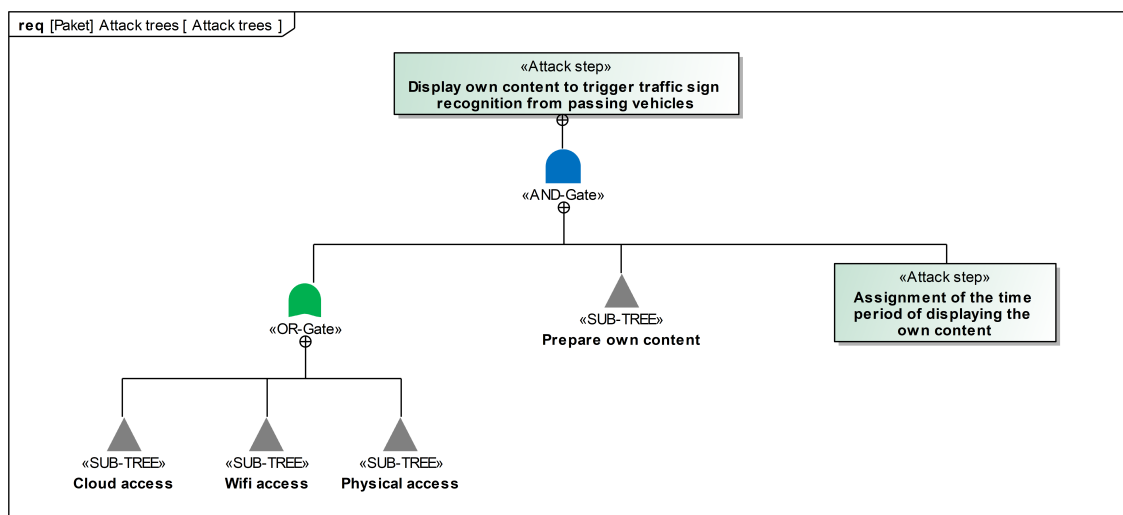 req [Paket] Attack trees [ Attack trees ]
«Attack step»
Display own content to trigger traffic sign
recognition from passing vehicles
«AND-Gate»
«OR-Gate»
«SUB-TREE»
Prepare own content
«Attack step»
Assignment of the time
period of displaying the
own content
«SUB-TREE»
Cloud access
«SUB-TREE»
Wifi access
«SUB-TREE»
Physical access